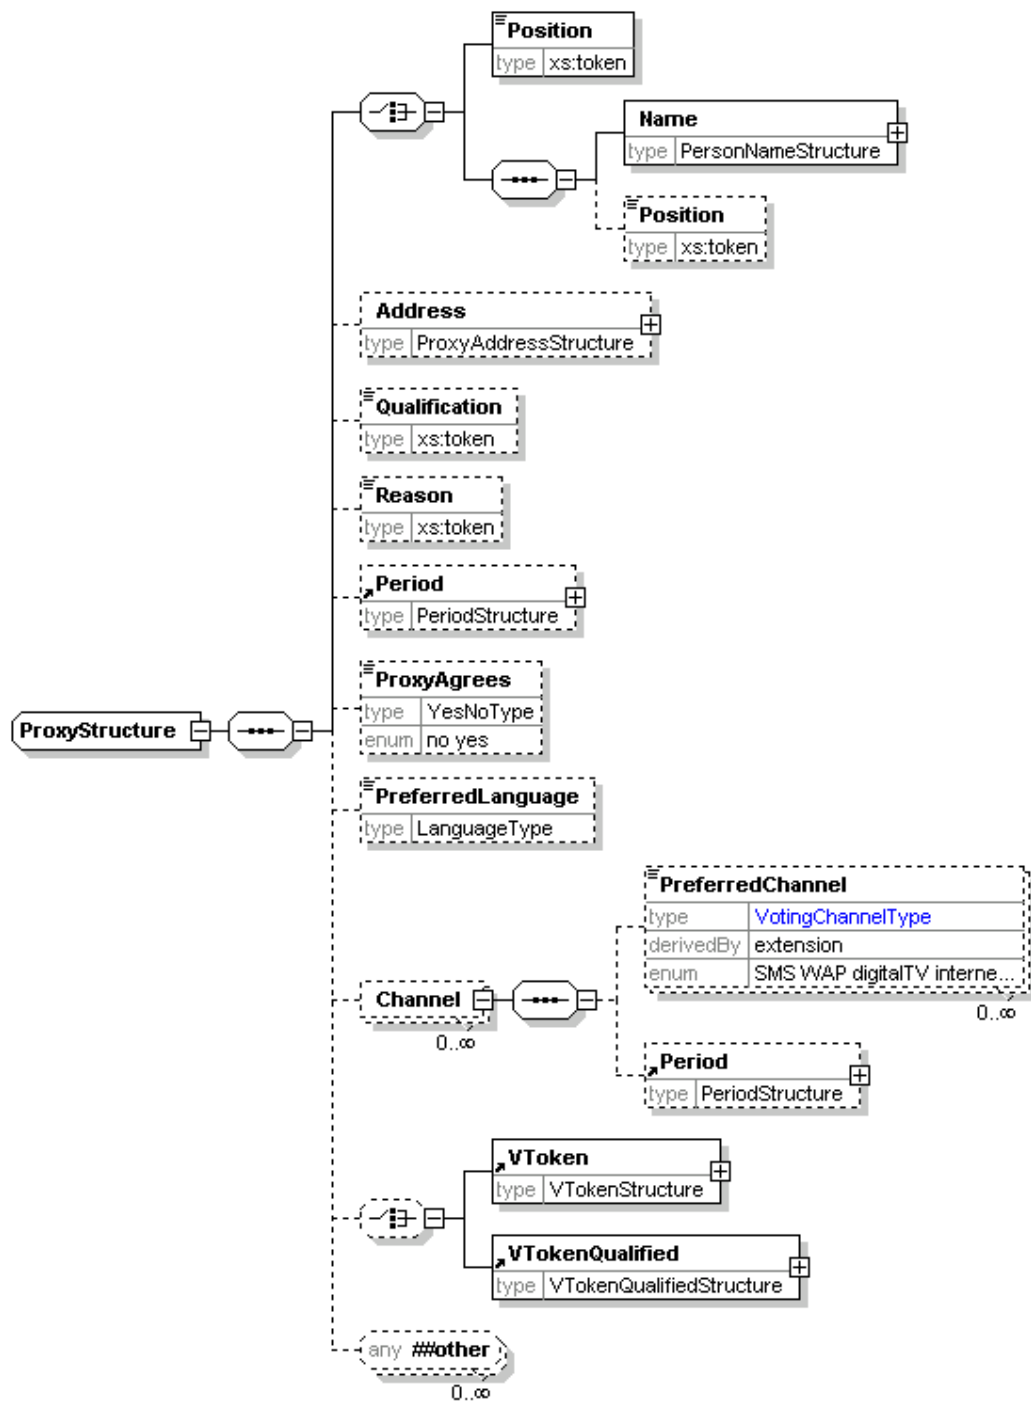 Position
type xs:token
Name
type PersonNameStructure
Position
type xs:token
Address
type ProxyAddressStructure
Qualification
type xs:token
Reason
type xs:token
Period
type PeriodStructure
ProxyAgrees
type YesNoType
enum no yes
ProxyStructure
PreferredLanguage
type LanguageType
PreferredChannel
type VotingChannelType
derivedBy extension
enum SMS WAP digitalTV interne...
0..∞
Channel
0..∞
Period
type PeriodStructure
VToken
type VTokenStructure
VTokenQualified
type VTokenQualifiedStructure
any ##other
0..∞